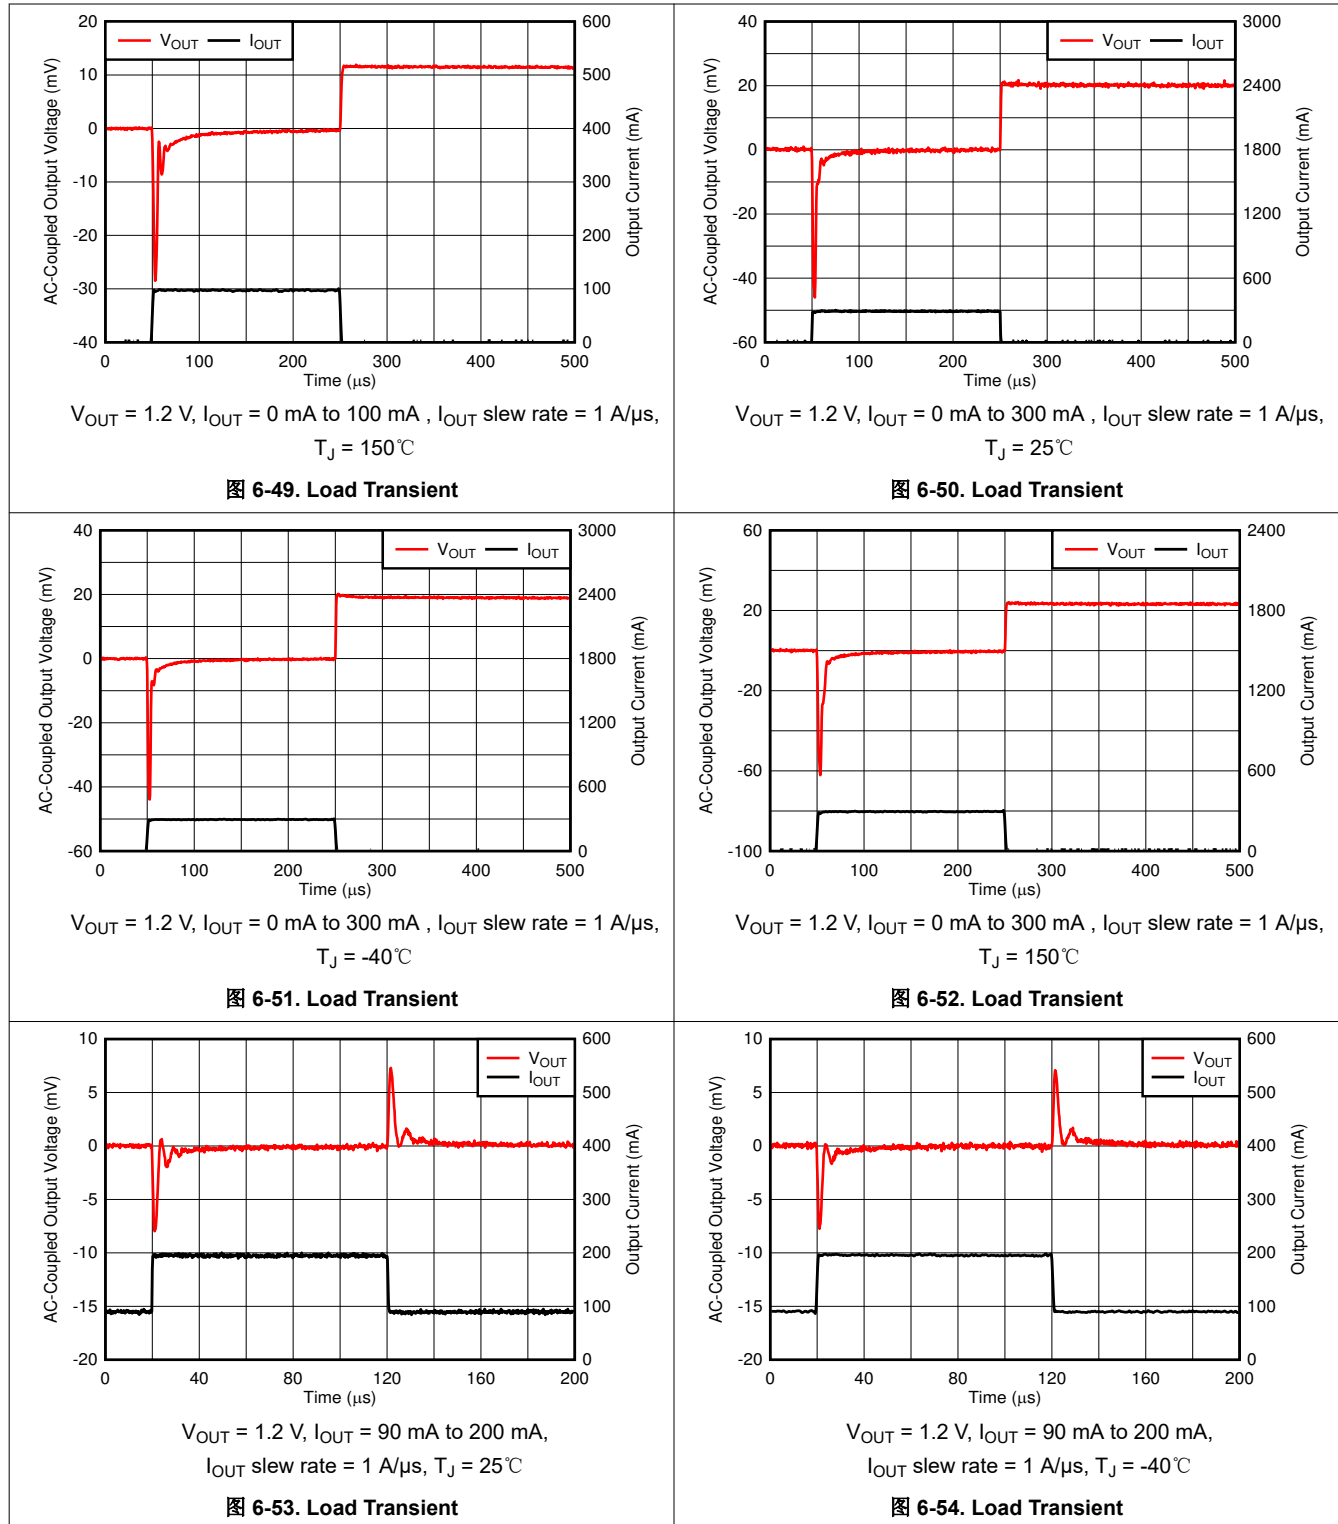 20
10
0
-10
-20
-30
-40
AC-Coupled Output Voltage (mV)
VOUT IOUT
600
500
400
300
200
100
0
Output Current (mA)
0 100 200 300 400 500
Time (μs)
VOUT = 1.2 V, IOUT = 0 mA to 100 mA , IOUT slew rate = 1 A/μs,
TJ = 150℃
图 6-49. Load Transient
40
20
0
-20
-40
-60
AC-Coupled Output Voltage (mV)
VOUT IOUT
3000
2400
1800
1200
600
0
Output Current (mA)
0 100 200 300 400 500
Time (μs)
VOUT = 1.2 V, IOUT = 0 mA to 300 mA , IOUT slew rate = 1 A/μs,
TJ = 25℃
图 6-50. Load Transient
40
20
0
-20
-40
-60
AC-Coupled Output Voltage (mV)
VOUT IOUT
3000
2400
1800
1200
600
0
Output Current (mA)
0 100 200 300 400 500
Time (μs)
VOUT = 1.2 V, IOUT = 0 mA to 300 mA , IOUT slew rate = 1 A/μs,
TJ = -40℃
图 6-51. Load Transient
60
20
-20
-60
-100
AC-Coupled Output Voltage (mV)
VOUT IOUT
2400
1800
1200
600
0
Output Current (mA)
0 100 200 300 400 500
Time (μs)
VOUT = 1.2 V, IOUT = 0 mA to 300 mA , IOUT slew rate = 1 A/μs,
TJ = 150℃
图 6-52. Load Transient
10
5
0
-5
-10
-15
-20
AC-Coupled Output Voltage (mV)
VOUT
IOUT
600
500
400
300
200
100
0
Output Current (mA)
0 40 80 120 160 200
Time (μs)
VOUT = 1.2 V, IOUT = 90 mA to 200 mA,
IOUT slew rate = 1 A/μs, TJ = 25℃
图 6-53. Load Transient
10
5
0
-5
-10
-15
-20
AC-Coupled Output Voltage (mV)
VOUT
IOUT
600
500
400
300
200
100
0
Output Current (mA)
0 40 80 120 160 200
Time (μs)
VOUT = 1.2 V, IOUT = 90 mA to 200 mA,
IOUT slew rate = 1 A/μs, TJ = -40℃
图 6-54. Load Transient